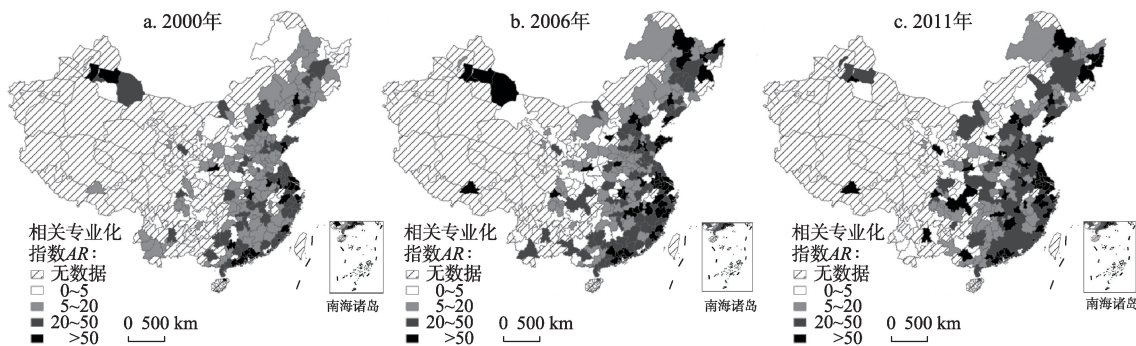 a. 2000年
相关专业化
指数AR:
无数据
0~5
5~20
20~50
>50
0 500 km
南海诸岛
b. 2006年
相关专业化
指数AR:
无数据
0~5
5~20
20~50
>50
0 500 km
南海诸岛
c. 2011年
相关专业化
指数AR:
无数据
0~5
5~20
20~50
>50
0 500 km
南海诸岛